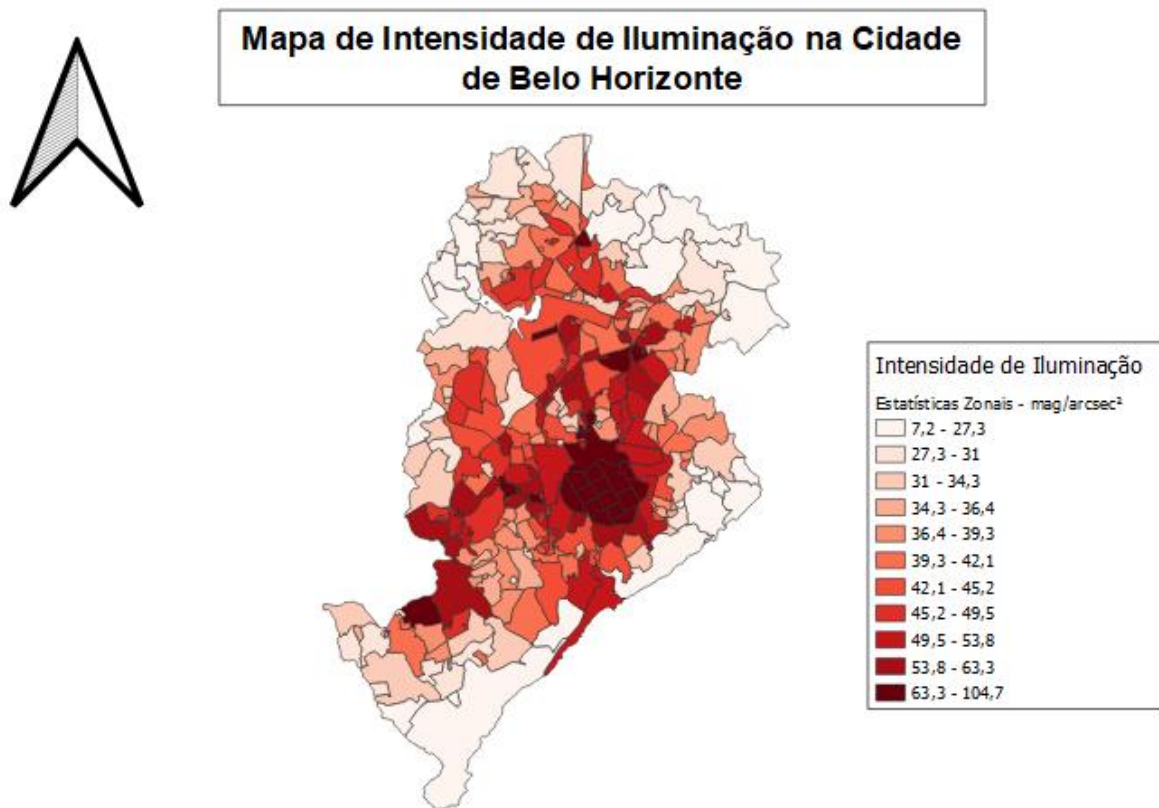 Mapa de Intensidade de Iluminação na Cidade
de Belo Horizonte
Intensidade de Iluminação
Estatísticas Zonais - mag/arcsec²
7,2 - 27,3
27,3 - 31
31 - 34,3
34,3 - 36,4
36,4 - 39,3
39,3 - 42,1
42,1 - 45,2
45,2 - 49,5
49,5 - 53,8
53,8 - 63,3
63,3 - 104,7